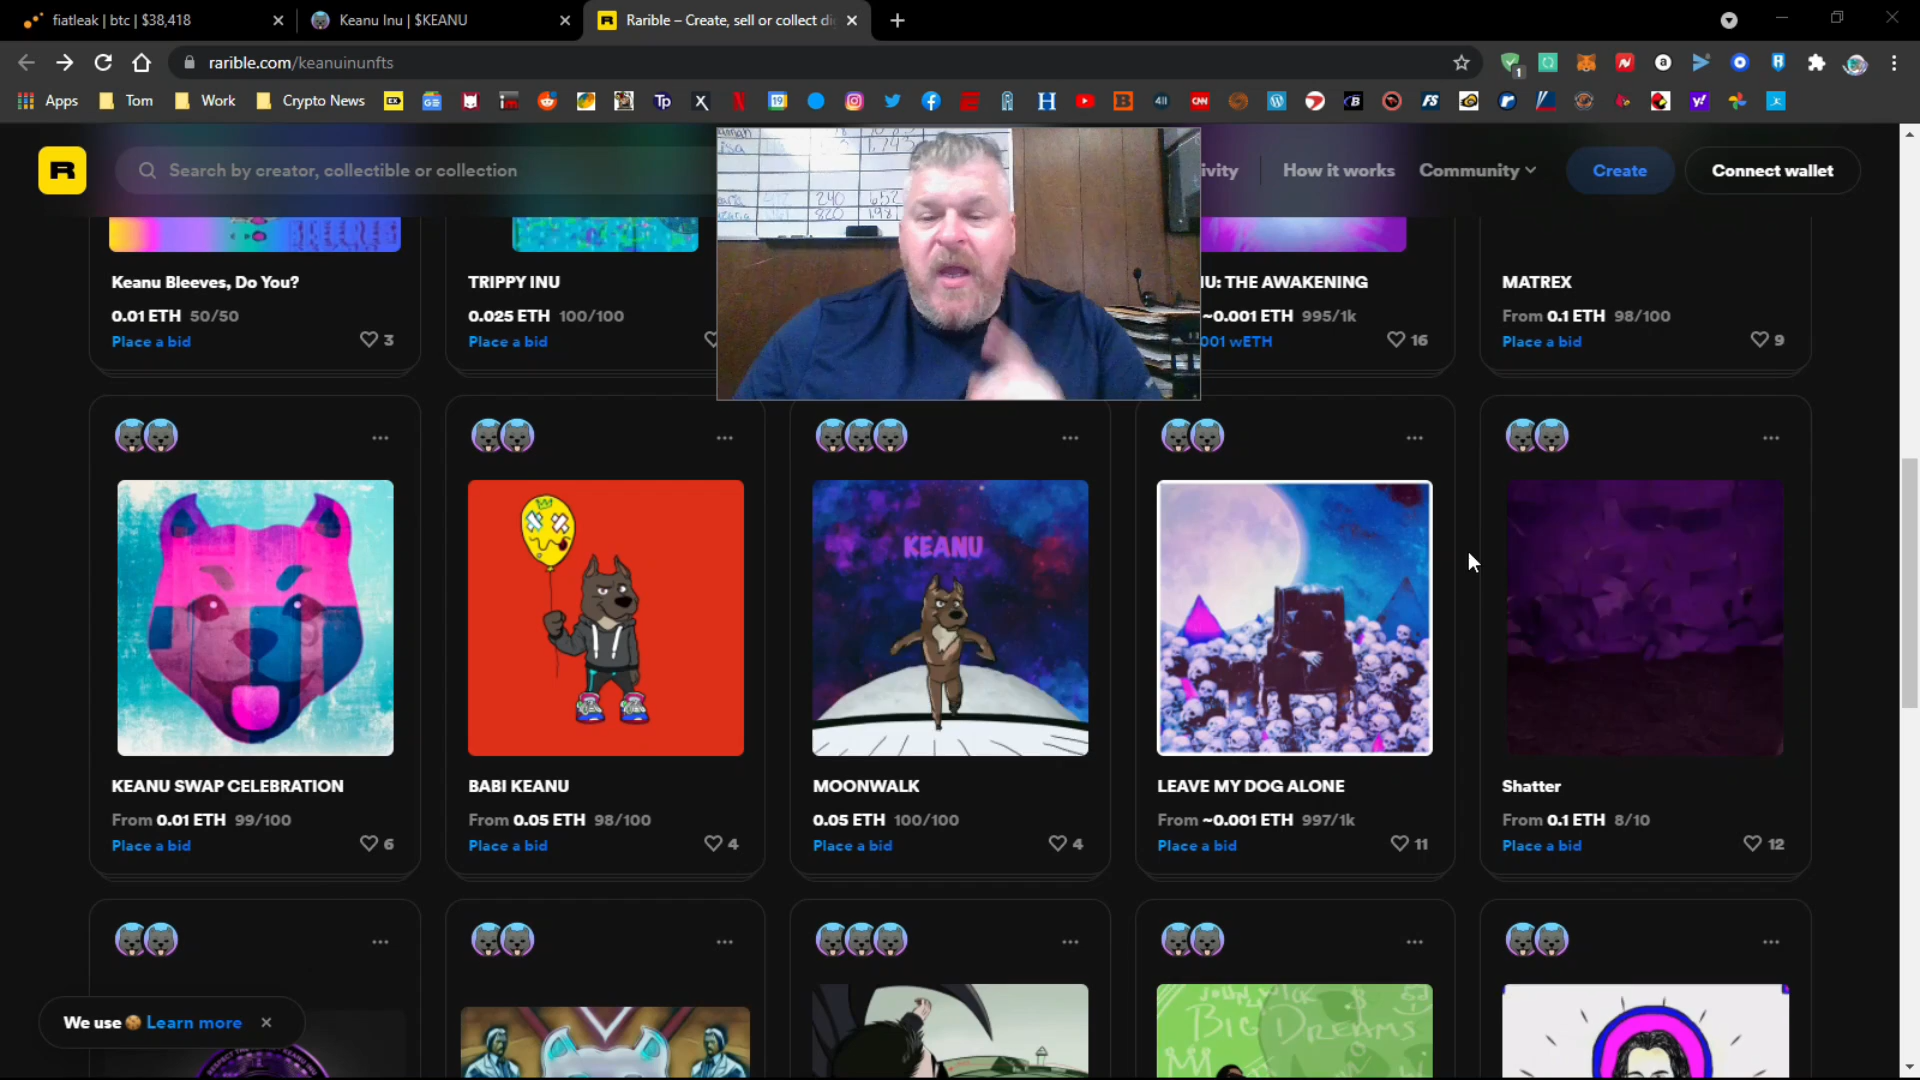 fiatleak | btc | $38,418
Keanu Inu | $KEANU
Rarible – Create, sell or collect di
rarible.com/keanuinunfts
Apps
Tom
Work
Crypto News
Search by creator, collectible or collection
ivity
How it works
Community
Create
Connect wallet
240
820
Keanu Bleeves, Do You?
0.01 ETH 50/50
Place a bid
3
TRIPPY INU
0.025 ETH 100/100
Place a bid
IU: THE AWAKENING
~0.001 ETH 995/1k
001 wETH
16
MATREX
From 0.1 ETH 98/100
Place a bid
9
KEANU
KEANU SWAP CELEBRATION
From 0.01 ETH 99/100
Place a bid
6
BABI KEANU
From 0.05 ETH 98/100
Place a bid
4
MOONWALK
0.05 ETH 100/100
Place a bid
4
LEAVE MY DOG ALONE
From ~0.001 ETH 997/1k
Place a bid
11
Shatter
From 0.1 ETH 8/10
Place a bid
12
We use Learn more
BIG DREAMS